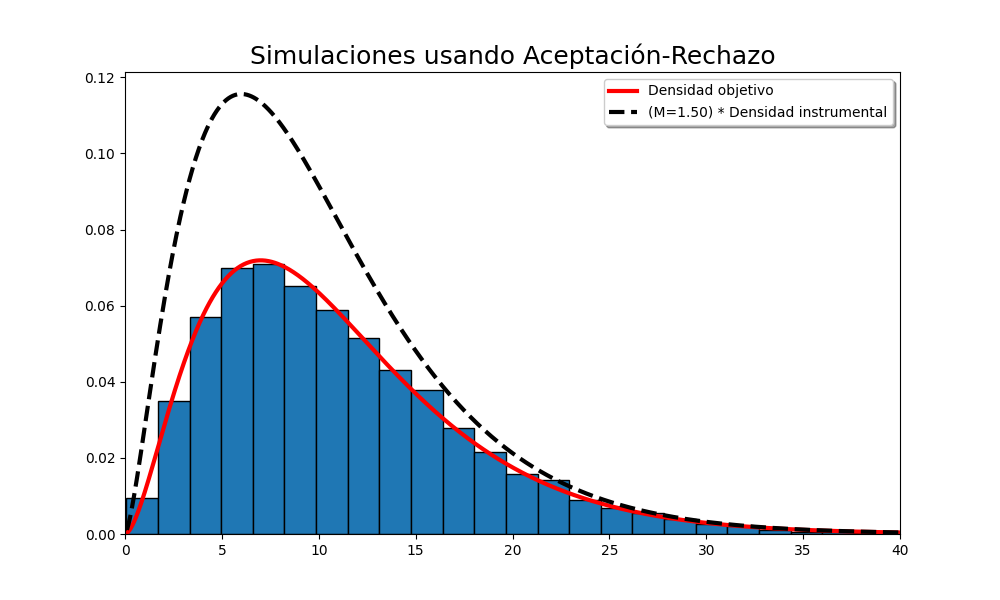 Simulaciones usando Aceptación-Rechazo
Densidad objetivo
(M=1.50) * Densidad instrumental
0.12
0.10
0.08
0.06
0.04
0.02
0.00
0 5 10 15 20 25 30 35 40